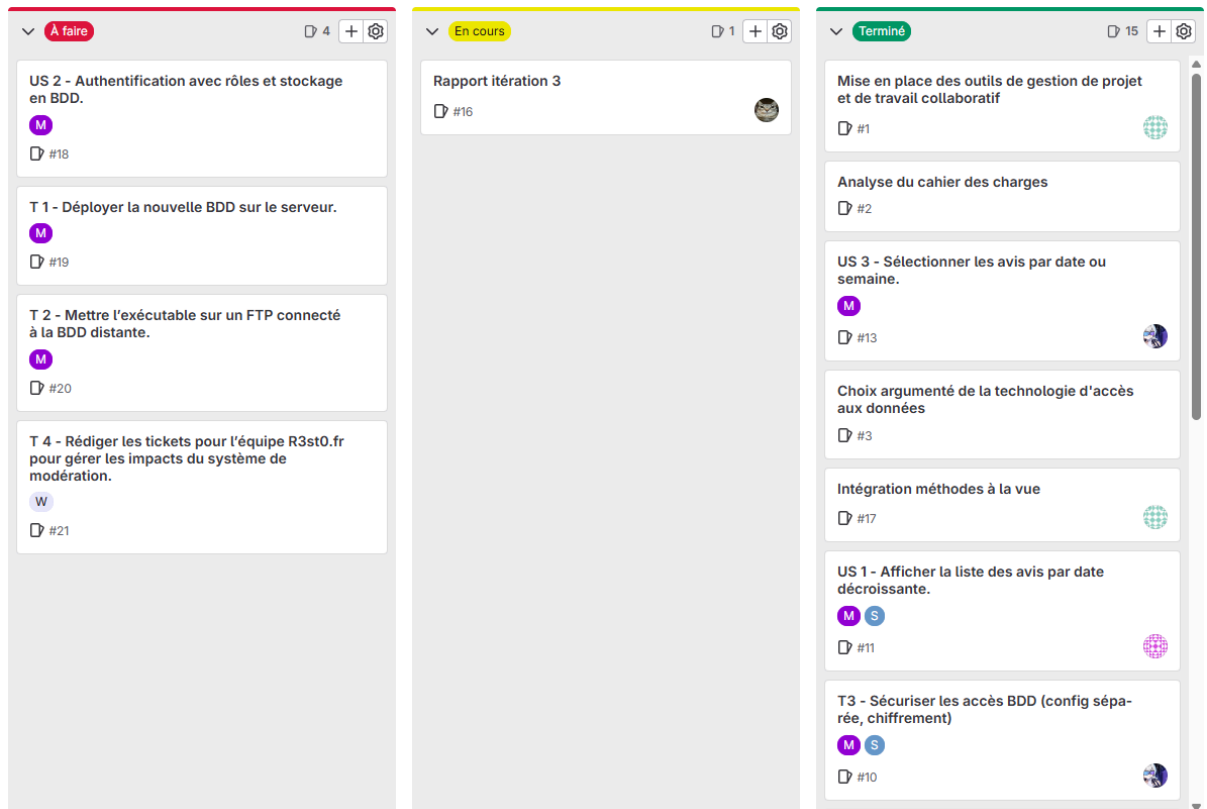 À faire
4
US 2 - Authentification avec rôles et stockage
en BDD.
M
#18
T 1 - Déployer la nouvelle BDD sur le serveur.
M
#19
T 2 - Mettre l’exécutable sur un FTP connecté
à la BDD distante.
M
#20
T 4 - Rédiger les tickets pour l’équipe R3st0.fr
pour gérer les impacts du système de
modération.
W
#21
En cours
1
Rapport itération 3
#16
Terminé
15
Mise en place des outils de gestion de projet
et de travail collaboratif
#1
Analyse du cahier des charges
#2
US 3 - Sélectionner les avis par date ou
semaine.
M
#13
Choix argumenté de la technologie d'accès
aux données
#3
Intégration méthodes à la vue
#17
US 1 - Afficher la liste des avis par date
décroissante.
M S
#11
T3 - Sécuriser les accès BDD (config sépa-
rée, chiffrement)
M S
#10